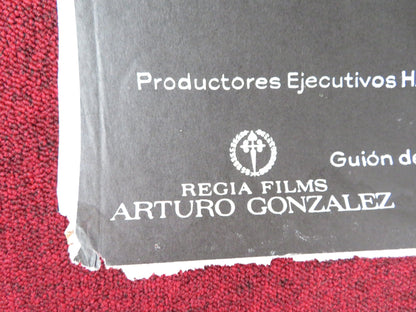 Productores Ejecutivos
Guión de
REGIA FILMS
ARTURO GONZALEZ